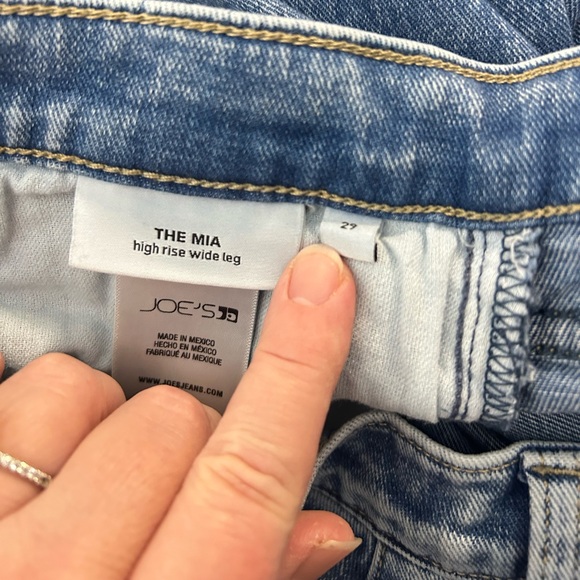 THE MIA
high rise wide leg
29
JOE'S
MADE IN MEXICO
HECHO EN MÉXICO
FABRIQUÉ AU MEXIQUE
WWW.JOESJEANS.COM